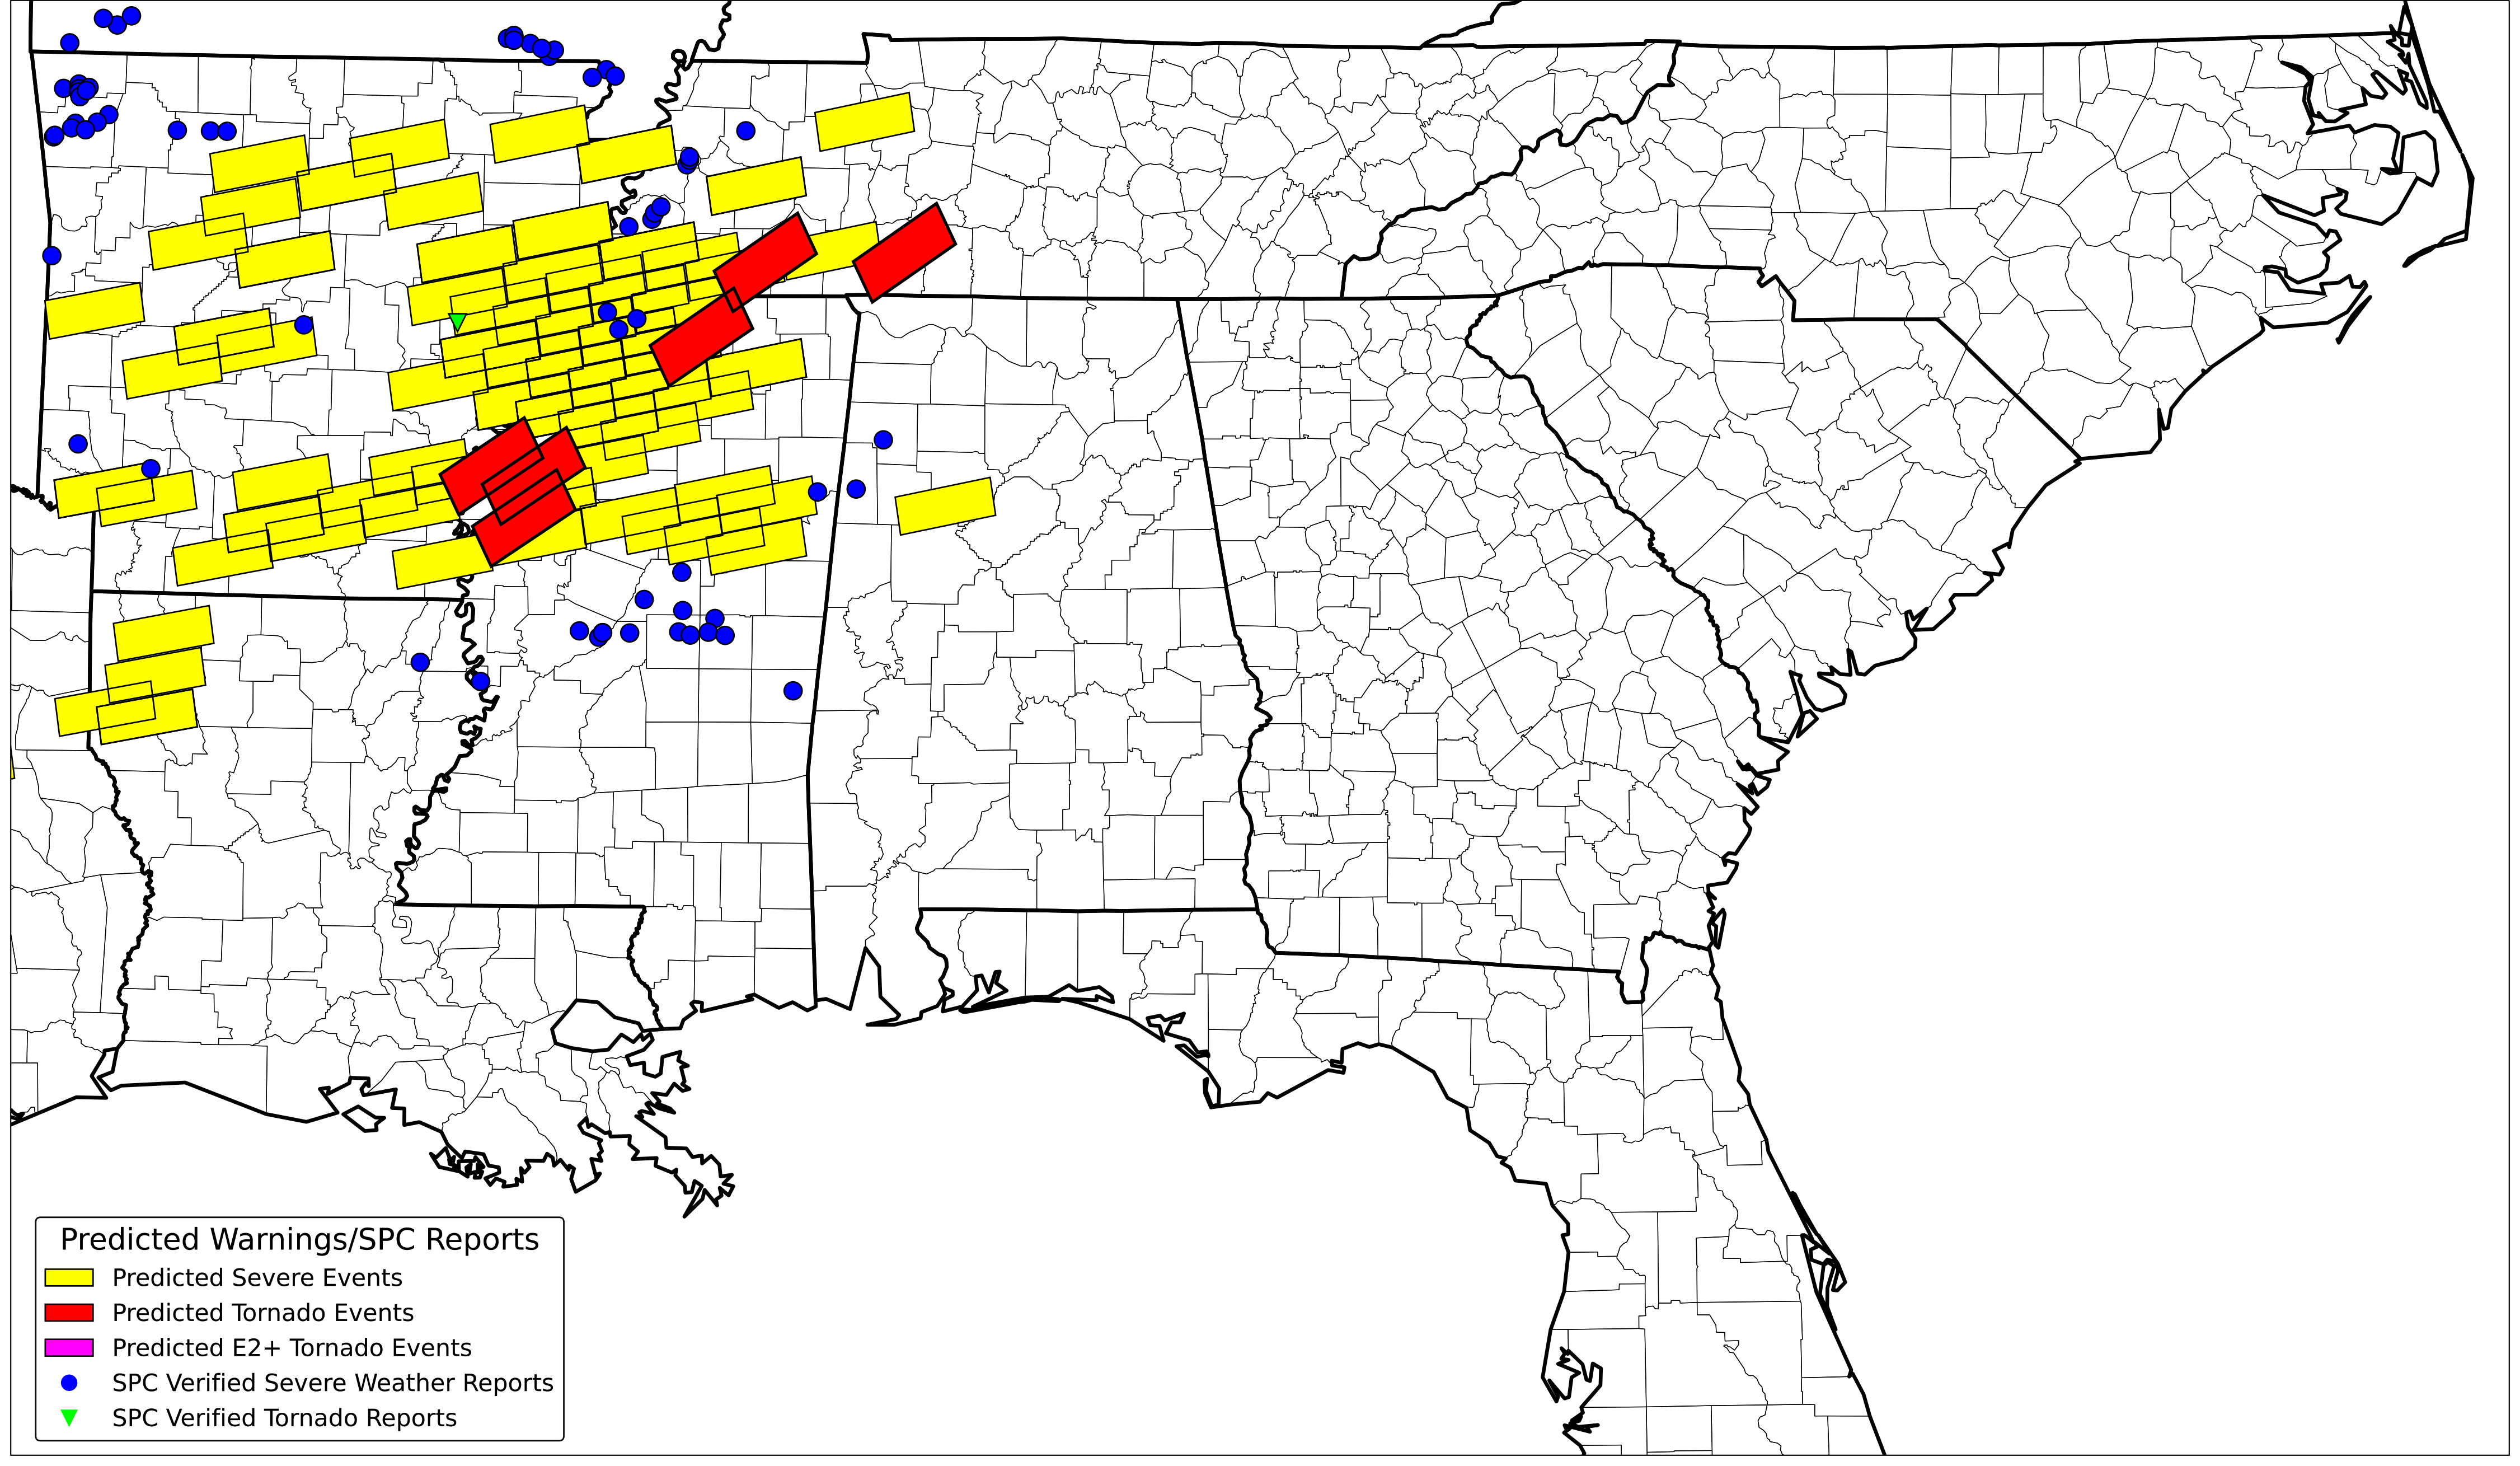 Predicted Warnings/SPC Reports
Predicted Severe Events
Predicted Tornado Events
Predicted E2+ Tornado Events
SPC Verified Severe Weather Reports
SPC Verified Tornado Reports